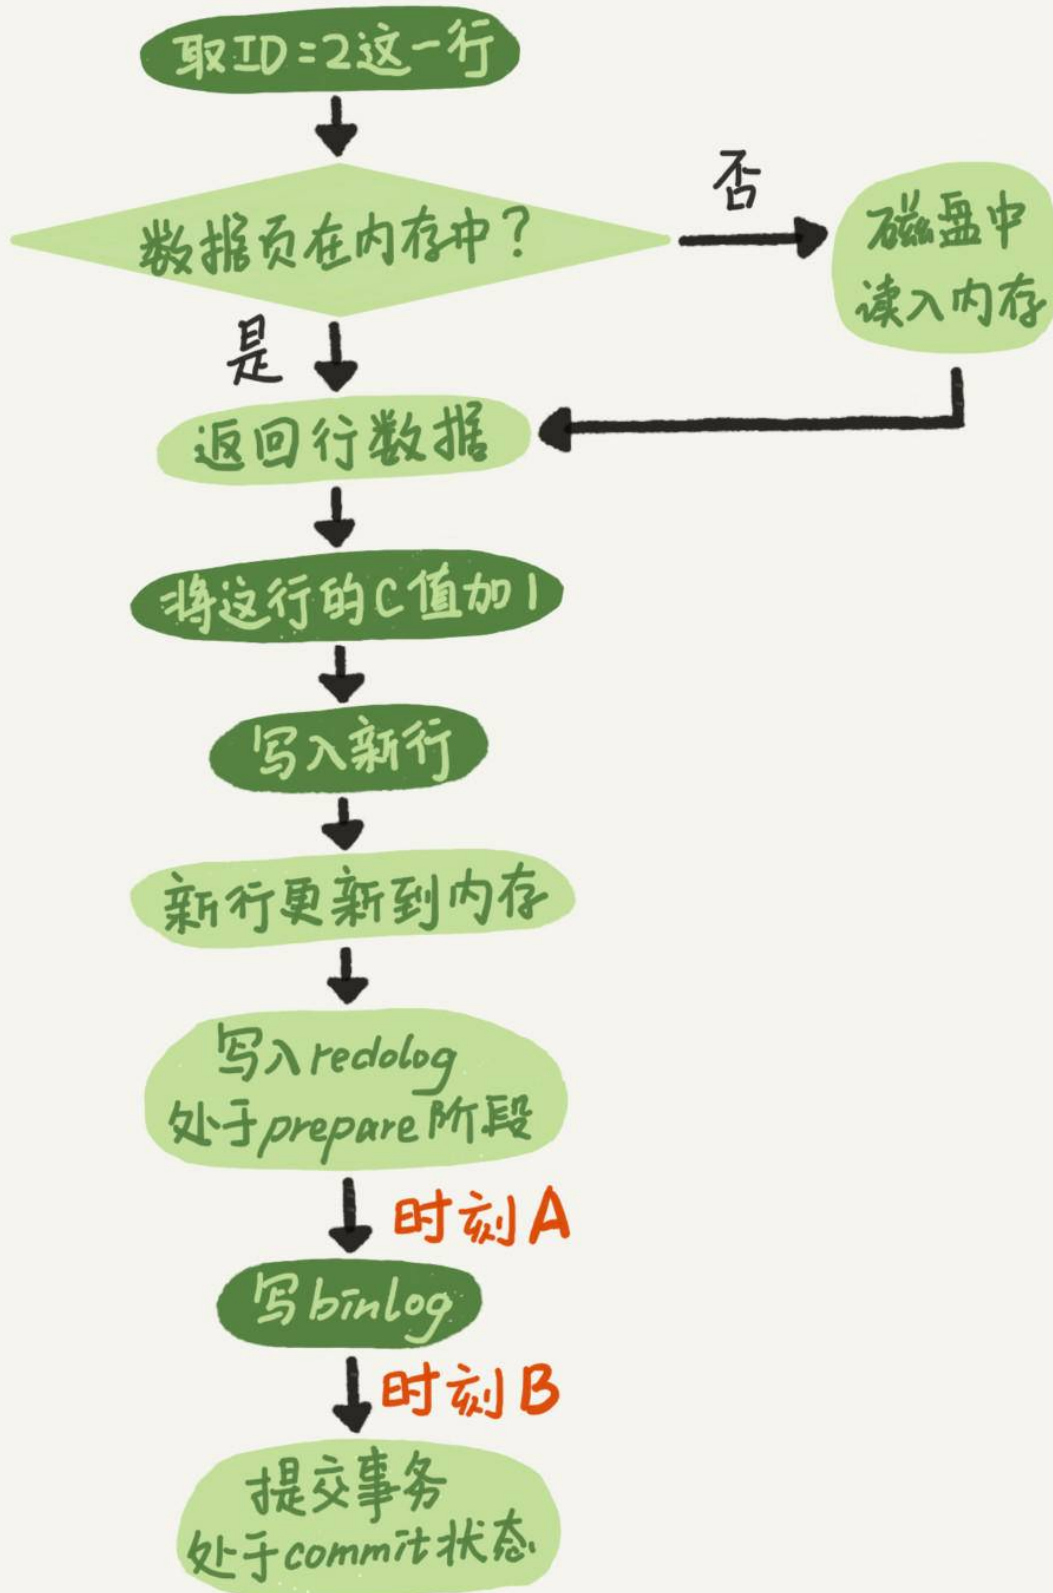 取ID=2这一行
数据页在内存中？
否
磁盘中
读入内存
是
返回行数据
将这行的C值加1
写入新行
新行更新到内存
写入redolog
处于prepare阶段
时刻A
写binlog
时刻B
提交事务
处于commit状态